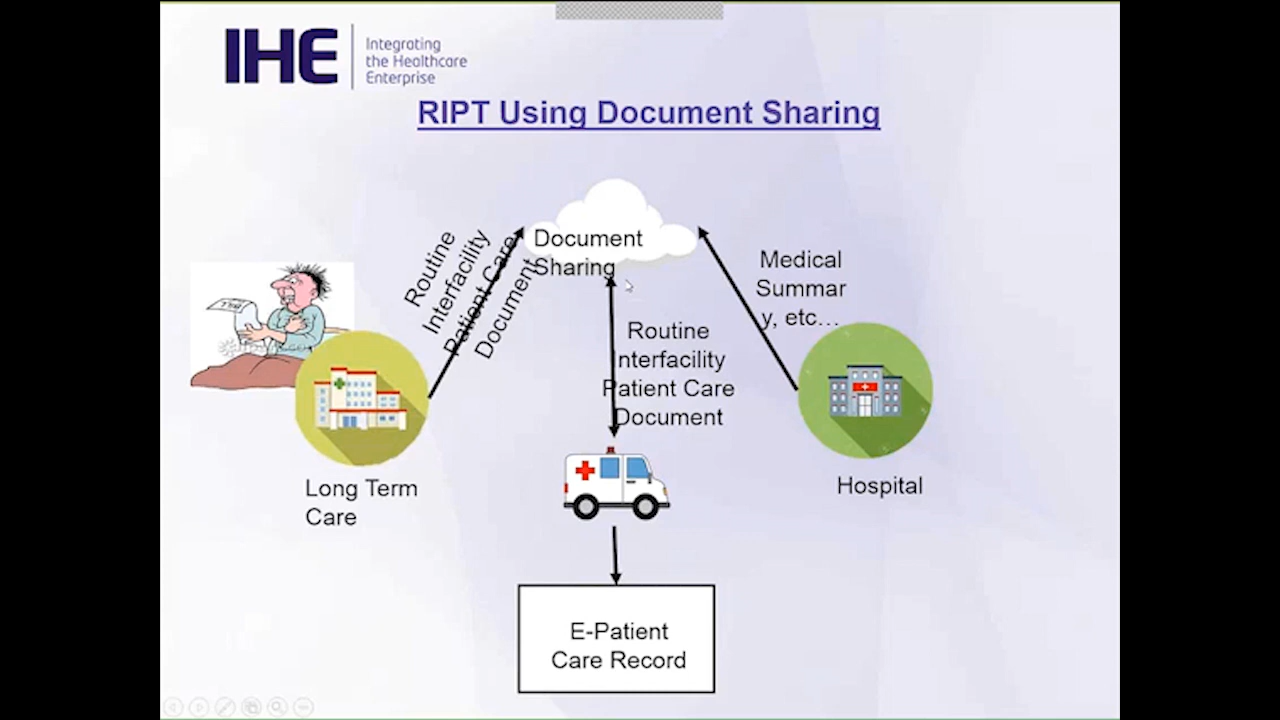 IHE
Integrating
the Healthcare
Enterprise
RIPT Using Document Sharing
Document
Sharing
Routine
Interfacility
Patient Care
Document
Medical
Summar
y, etc…
Routine
Interfacility
Patient Care
Document
Long Term
Care
Hospital
E-Patient
Care Record